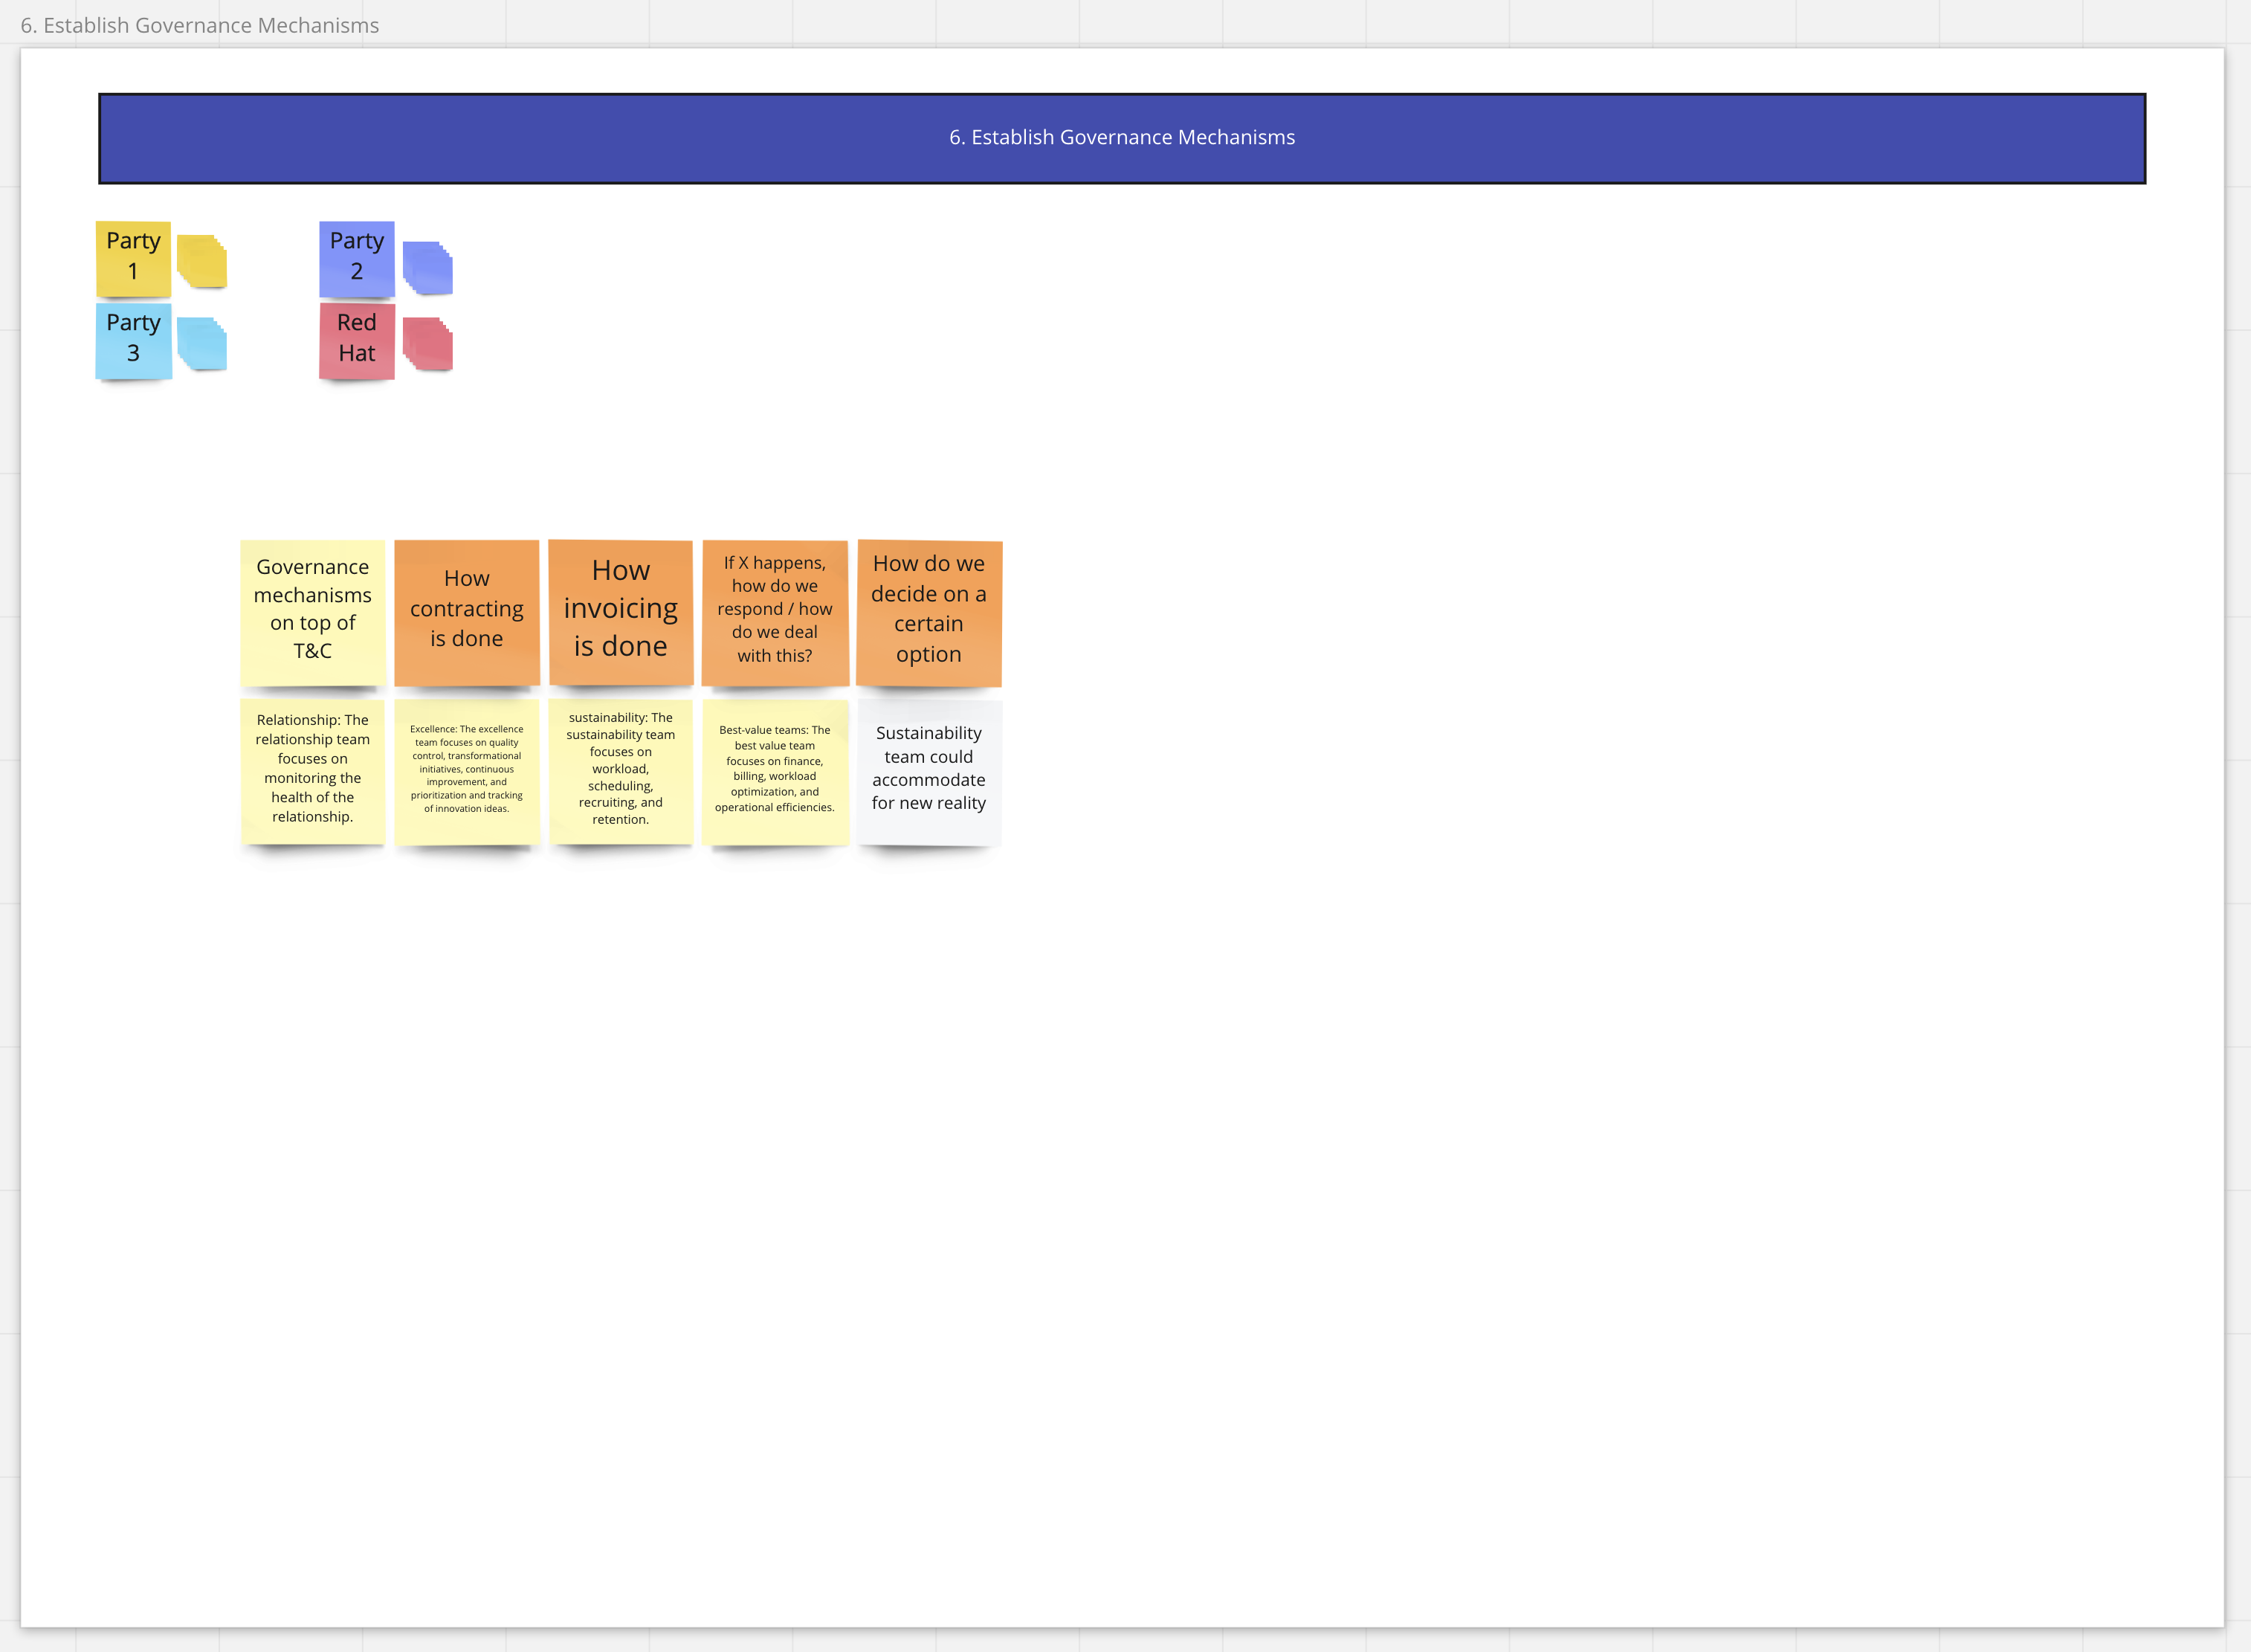 6. Establish Governance Mechanisms
6. Establish Governance Mechanisms
Party
1
Party
2
Party
3
Red
Hat
Governance
mechanisms
on top of
T&C
How
contracting
is done
How
invoicing
is done
If X happens,
how do we
respond / how
do we deal
with this?
How do we
decide on a
certain
option
Relationship: The
relationship team
focuses on
monitoring the
health of the
relationship.
Excellence: The excellence
team focuses on quality
control, transformational
initiatives, continuous
improvement, and
prioritization and tracking
of innovation ideas.
sustainability: The
sustainability team
focuses on
workload,
scheduling,
recruiting, and
retention.
Best-value teams: The
best value team
focuses on finance,
billing, workload
optimization, and
operational efficiencies.
Sustainability
team could
accommodate
for new reality